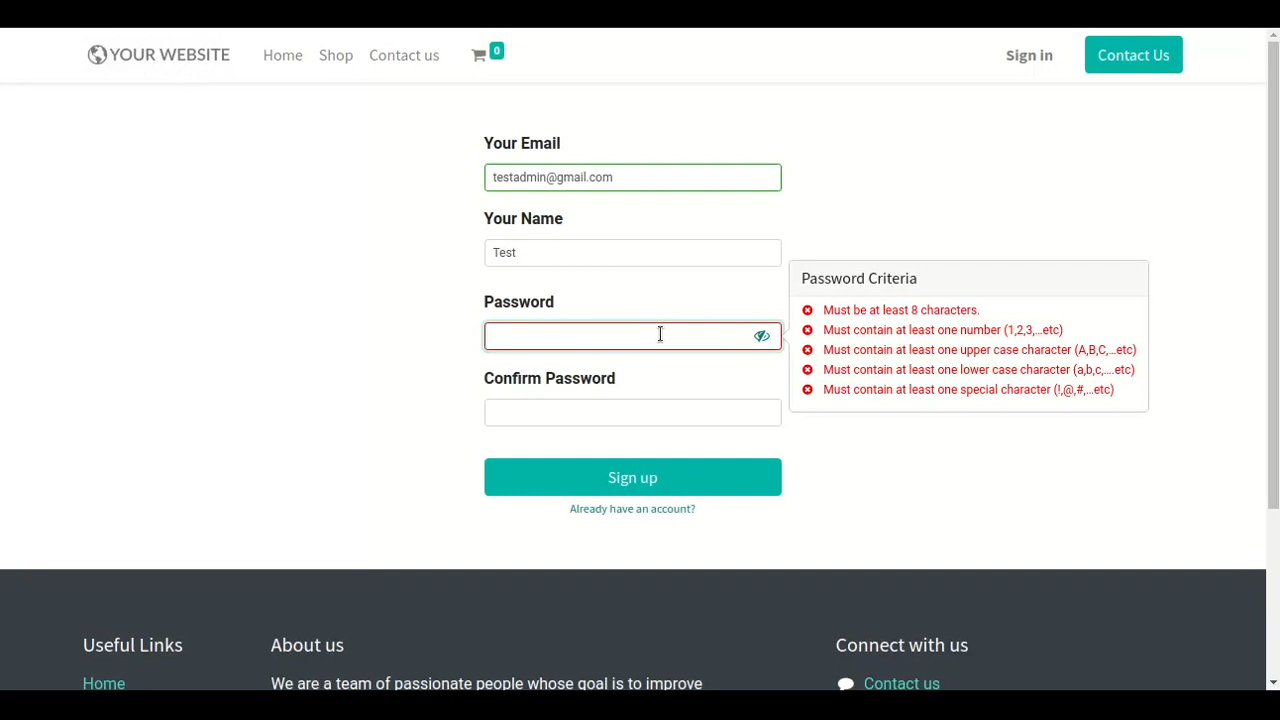 YOUR WEBSITE Home Shop Contact us 0 Sign in Contact Us
Your Email
testadmin@gmail.com
Your Name
Test
Password
Password Criteria
Must be at least 8 characters.
Must contain at least one number (1,2,3,...etc)
Must contain at least one upper case character (A,B,C,...etc)
Must contain at least one lower case character (a,b,c,....etc)
Must contain at least one special character (!,@,#,...etc)
Confirm Password
Sign up
Already have an account?
Useful Links About us Connect with us
Home We are a team of passionate people whose goal is to improve Contact us